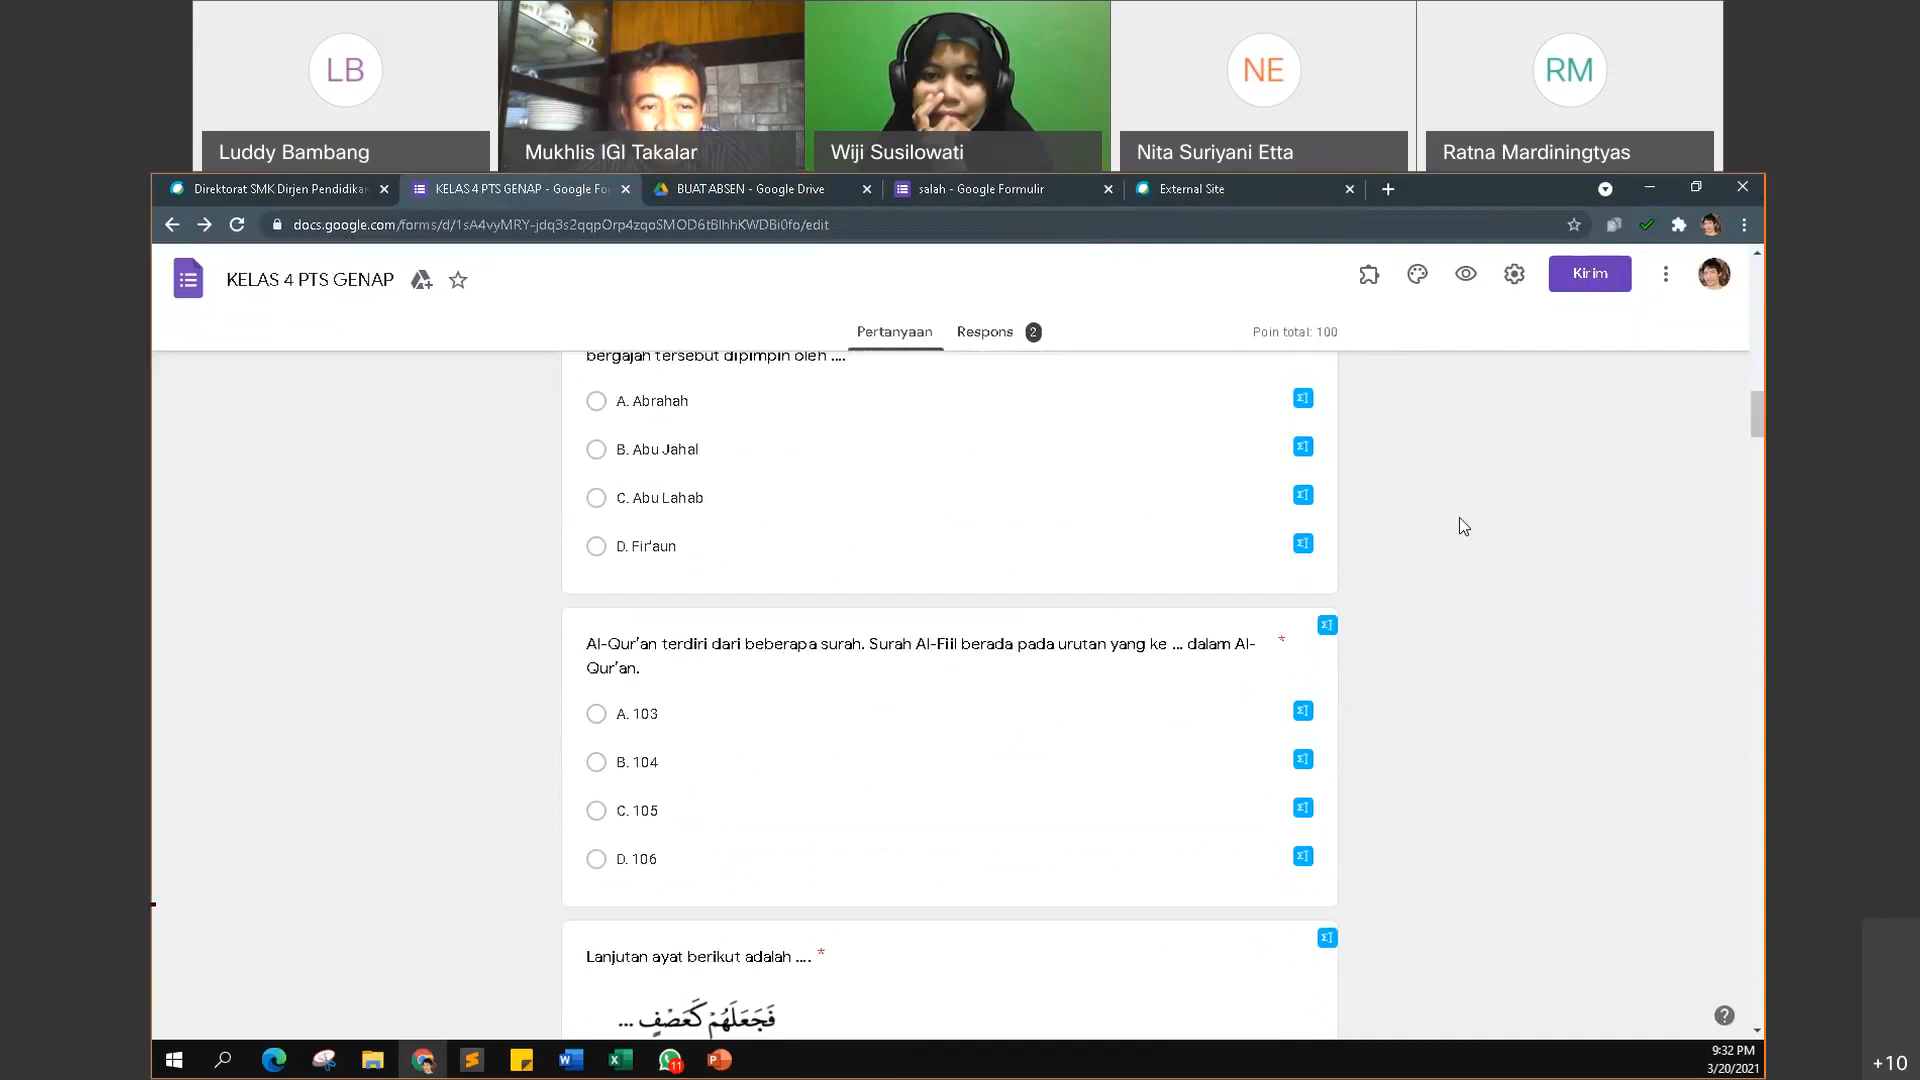 LB
NE
RM
Luddy Bambang
Mukhlis IGI Takalar
Wiji Susilowati
Nita Suriyani Etta
Ratna Mardiningtyas
Direktorat SMK Dirjen Pendidikan
KELAS 4 PTS GENAP - Google Fo
BUAT ABSEN - Google Drive
salah - Google Formulir
External Site
docs.google.com/forms/d/1sA4vyMRY-jdq3s2qqpOrp4zqoSMOD6tBlhhKWDBi0fo/edit
KELAS 4 PTS GENAP
Kirim
Pertanyaan
Respons 2
Poin total: 100
bergajah tersebut dipimpin oleh ....
A. Abrahah
B. Abu Jahal
C. Abu Lahab
D. Fir'aun
Al-Qur'an terdiri dari beberapa surah. Surah Al-Fiil berada pada urutan yang ke ... dalam Al- *
Qur'an.
A. 103
B. 104
C. 105
D. 106
Lanjutan ayat berikut adalah .... *
فَجَعَلَهُمْ كَعَصْفٍ ...
11
9:32 PM
3/20/2021
+10